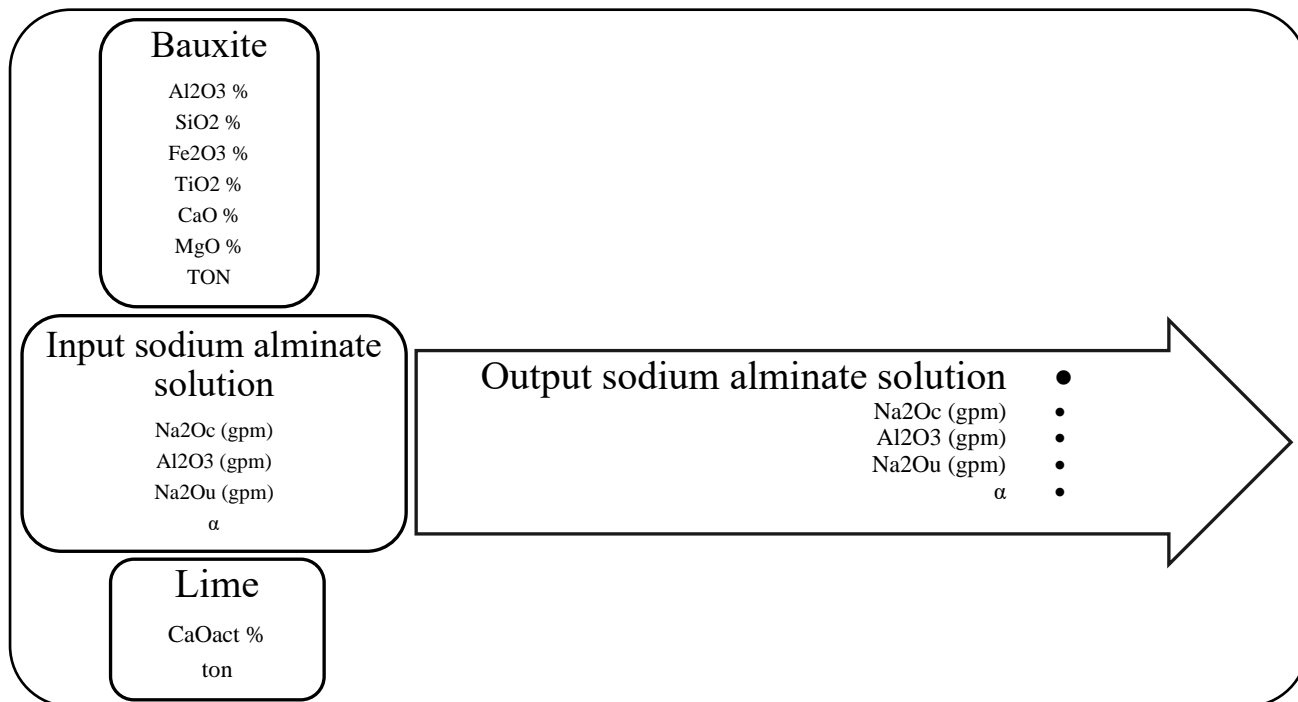 Bauxite
Al2O3 %
SiO2 %
Fe2O3 %
TiO2 %
CaO %
MgO %
TON
Input sodium alminate
solution
Na2Oc (gpm)
Al2O3 (gpm)
Na2Ou (gpm)
α
Lime
CaOact %
ton
Output sodium alminate solution •
Na2Oc (gpm) •
Al2O3 (gpm) •
Na2Ou (gpm) •
α •